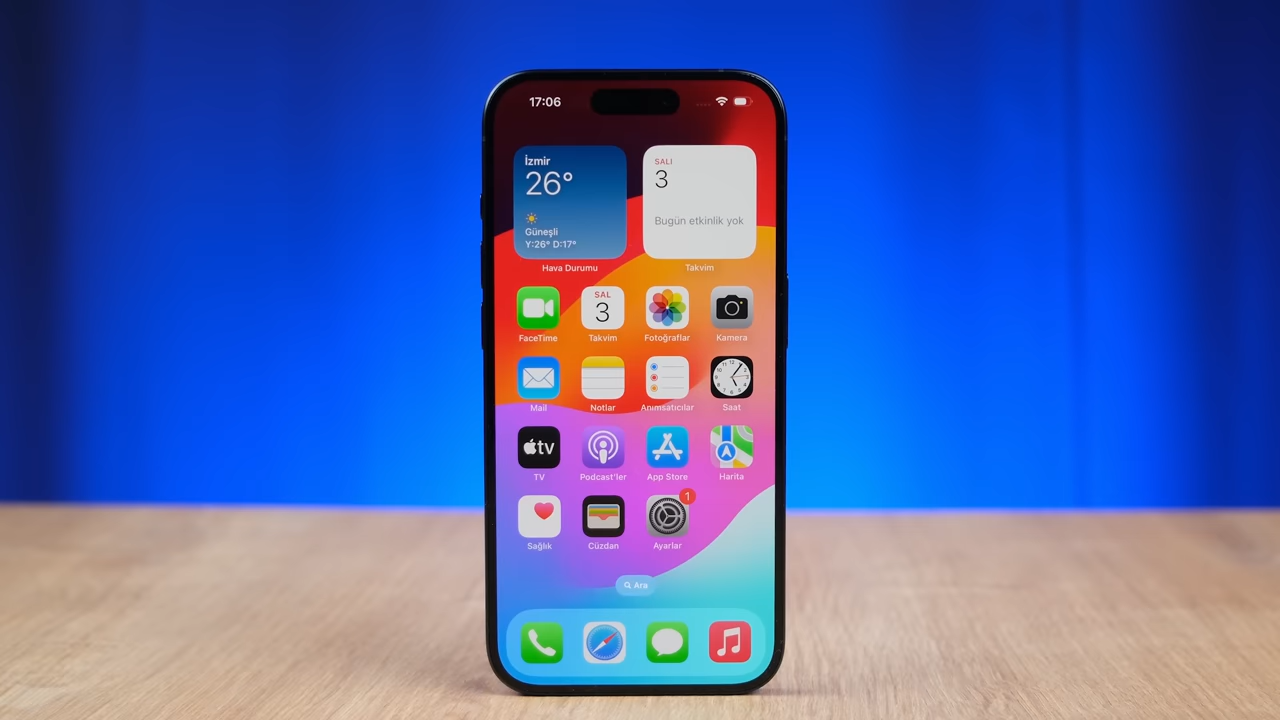 17:06
İzmir
26°
Güneşli
Y:26° D:17°
Hava Durumu
SALI
3
Bugün etkinlik yok
Takvim
FaceTime
SAL
3
Takvim
Fotoğraflar
Kamera
Mail
Notlar
Anımsatıcılar
Saat
tv
TV
Podcast'ler
App Store
Harita
1
Sağlık
Cüzdan
Ayarlar
Ara